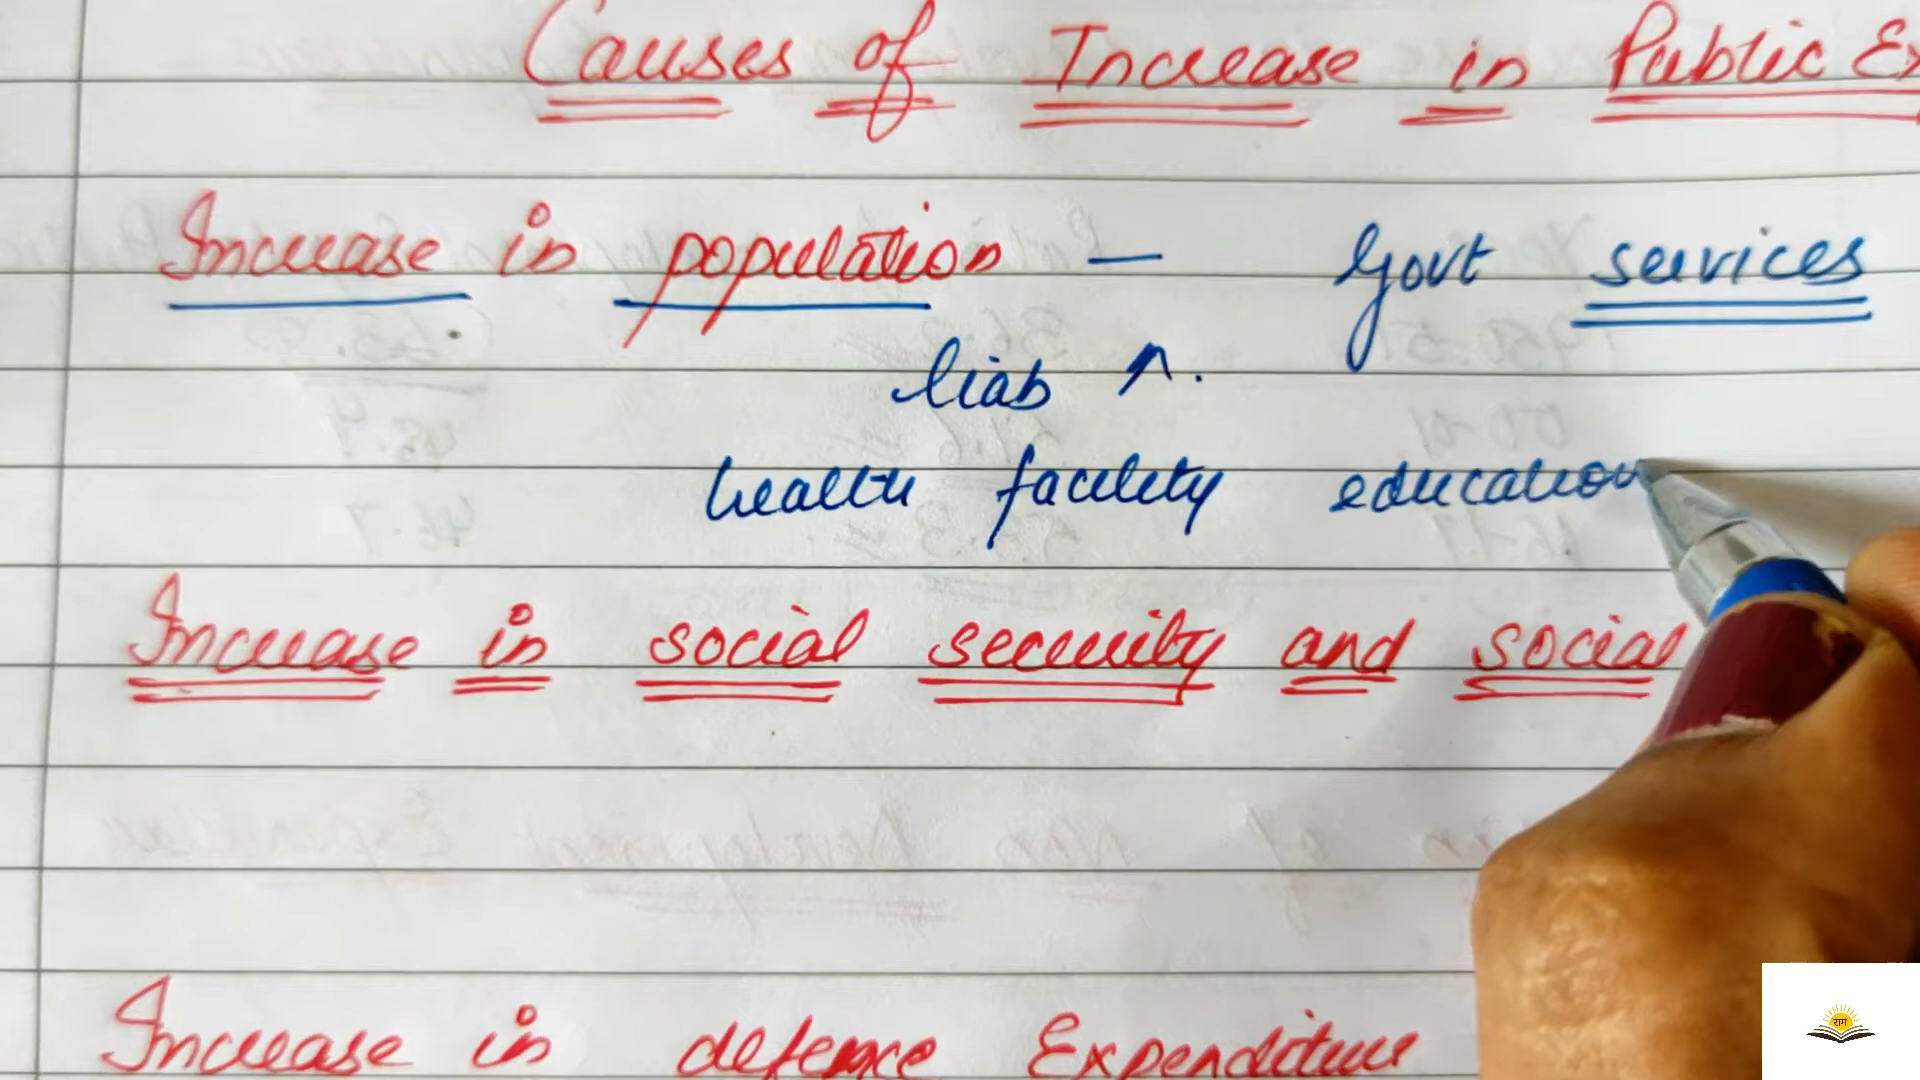 Causes of Increase in Public Ex
Increase in population — Govt services
liab ↑.
health facility education
Increase in social security and social
Increase in defence Expenditure
राग